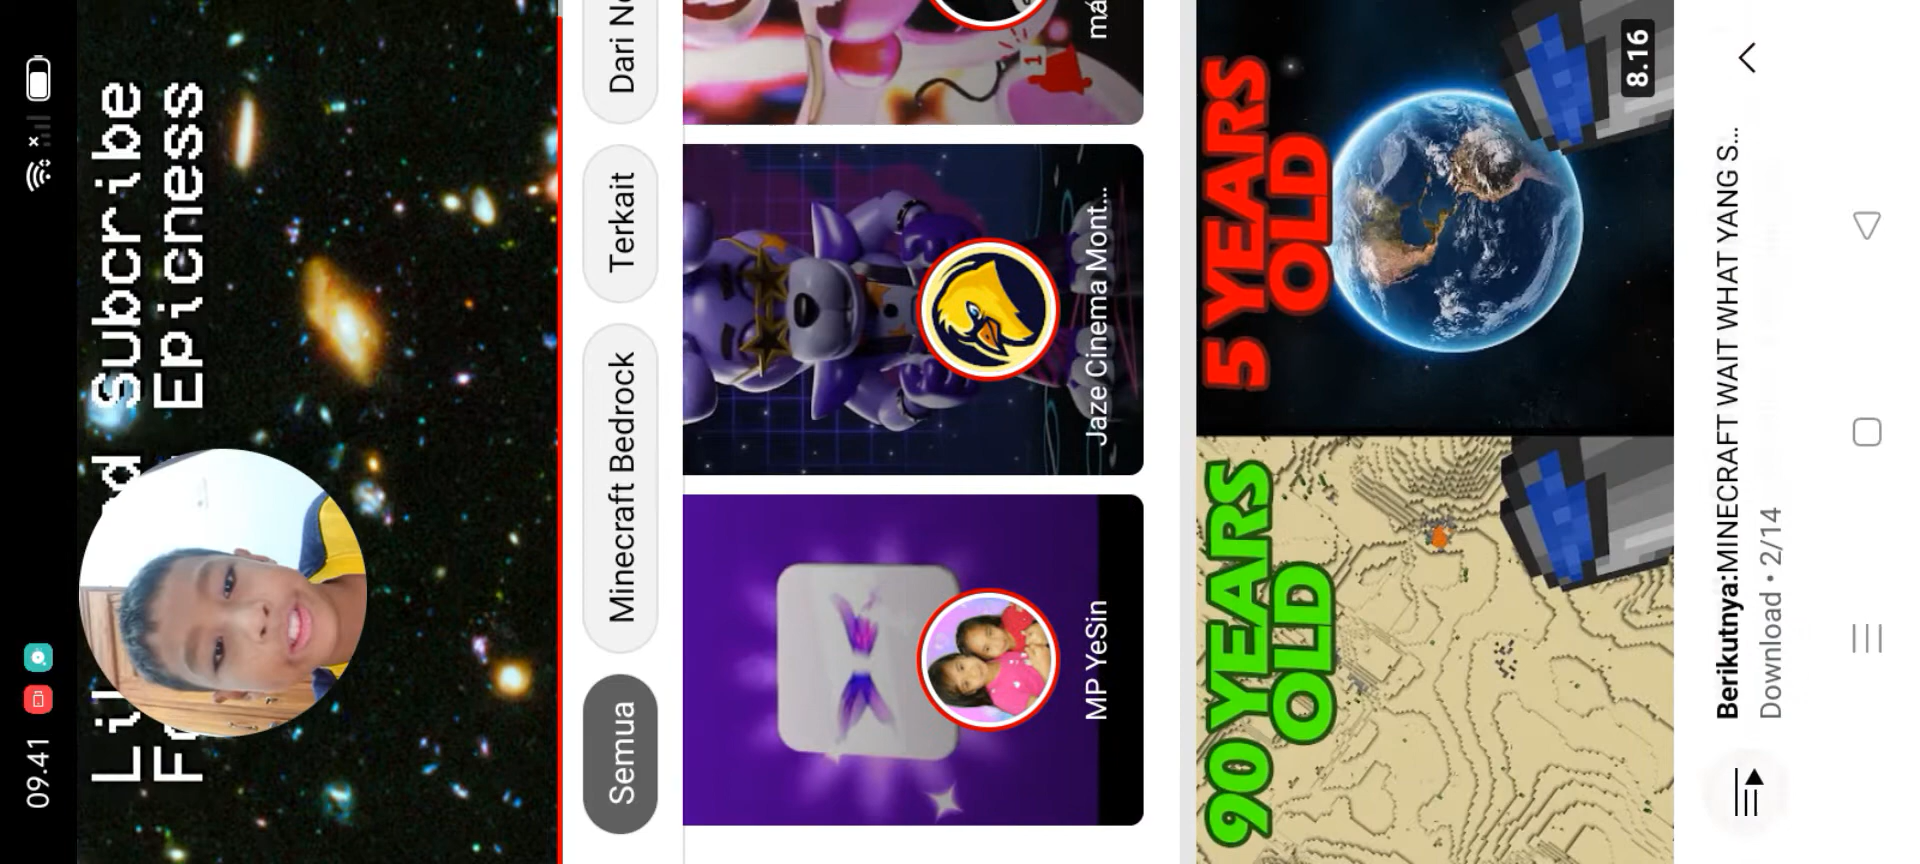 09.41
Subcribe
Epicness
Semua
Minecraft Bedrock
Terkait
Dari
MP YeSin
Jaze Cinema Mont...
1
90 YEARS
OLD
5 YEARS
OLD
8.16
Berikutnya:MINECRAFT WAIT WHAT YANG S...
Download • 2/14